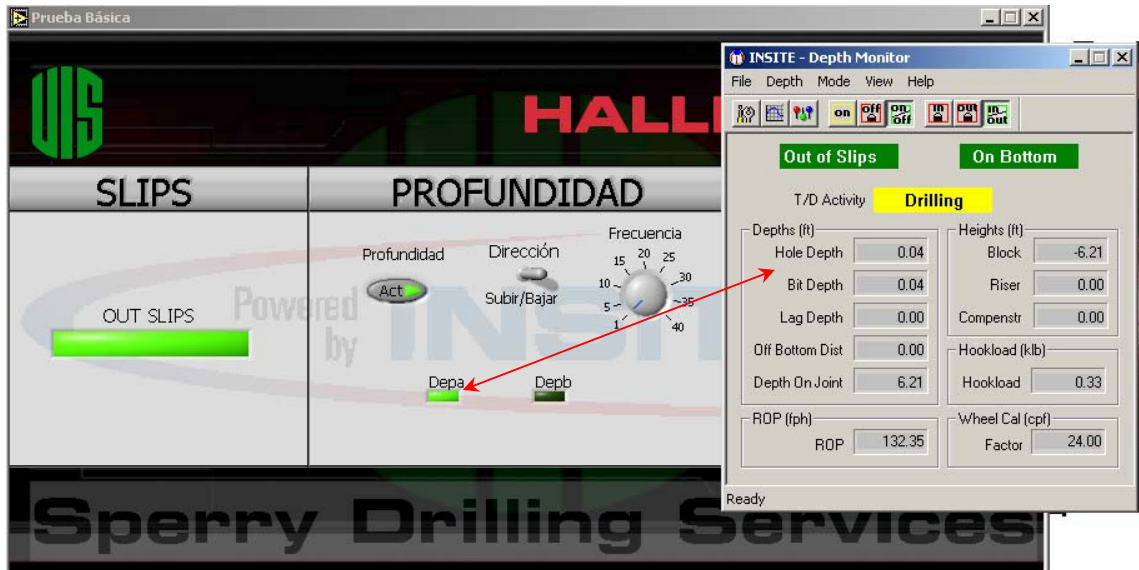 Prueba Básica
UIS
HALL
SLIPS
PROFUNDIDAD
Profundidad
Dirección
Frecuencia
Act
Subir/Bajar
1
5
10
15
20
25
30
35
40
OUT SLIPS
Powered
by
INSITE
Depa
Depb
Sperry Drilling Services
INSITE - Depth Monitor
File Depth Mode View Help
on off on off in out in out
Out of Slips
On Bottom
T/D Activity Drilling
Depths (ft)
Hole Depth 0.04
Bit Depth 0.04
Lag Depth 0.00
Off Bottom Dist 0.00
Depth On Joint 6.21
Heights (ft)
Block -6.21
Riser 0.00
Compenstr 0.00
Hookload (klb)
Hookload 0.33
ROP (fph)
ROP 132.35
Wheel Cal (cpf)
Factor 24.00
Ready